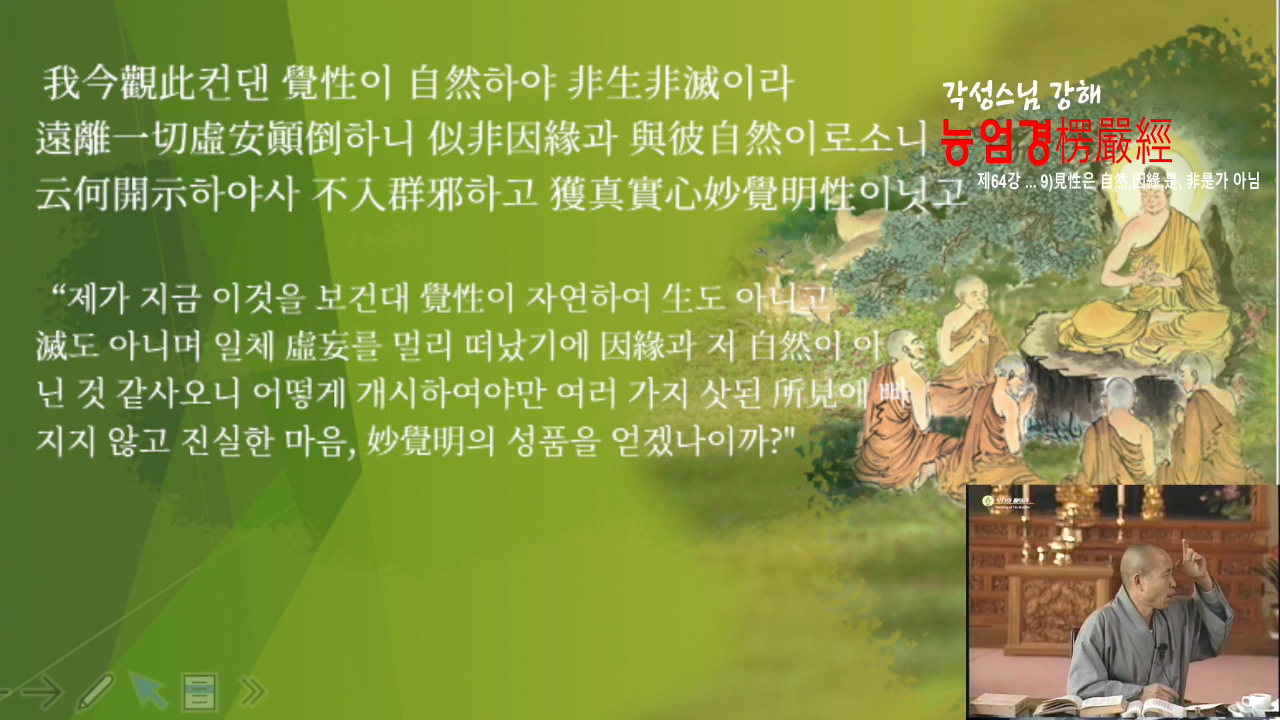 我今觀此컨댄 覺性이 自然하야 非生非滅이라
遠離一切虛妄顚倒하니 似非因緣과 與彼自然이로소니
云何開示하야사 不入群邪하고 獲真實心妙覺明性이닛고
“제가 지금 이것을 보건대 覺性이 자연하여 生도 아니고
滅도 아니며 일체 虛妄를 멀리 떠났기에 因緣과 저 自然이 아
닌 것 같사오니 어떻게 개시하여야만 여러 가지 삿된 所見에 빠
지지 않고 진실한 마음, 妙覺明의 성품을 얻겠나이까?"
각성스님 강해
능엄경楞嚴經
제64강 ... 9)見性은 自然,因緣,是, 非是가 아님